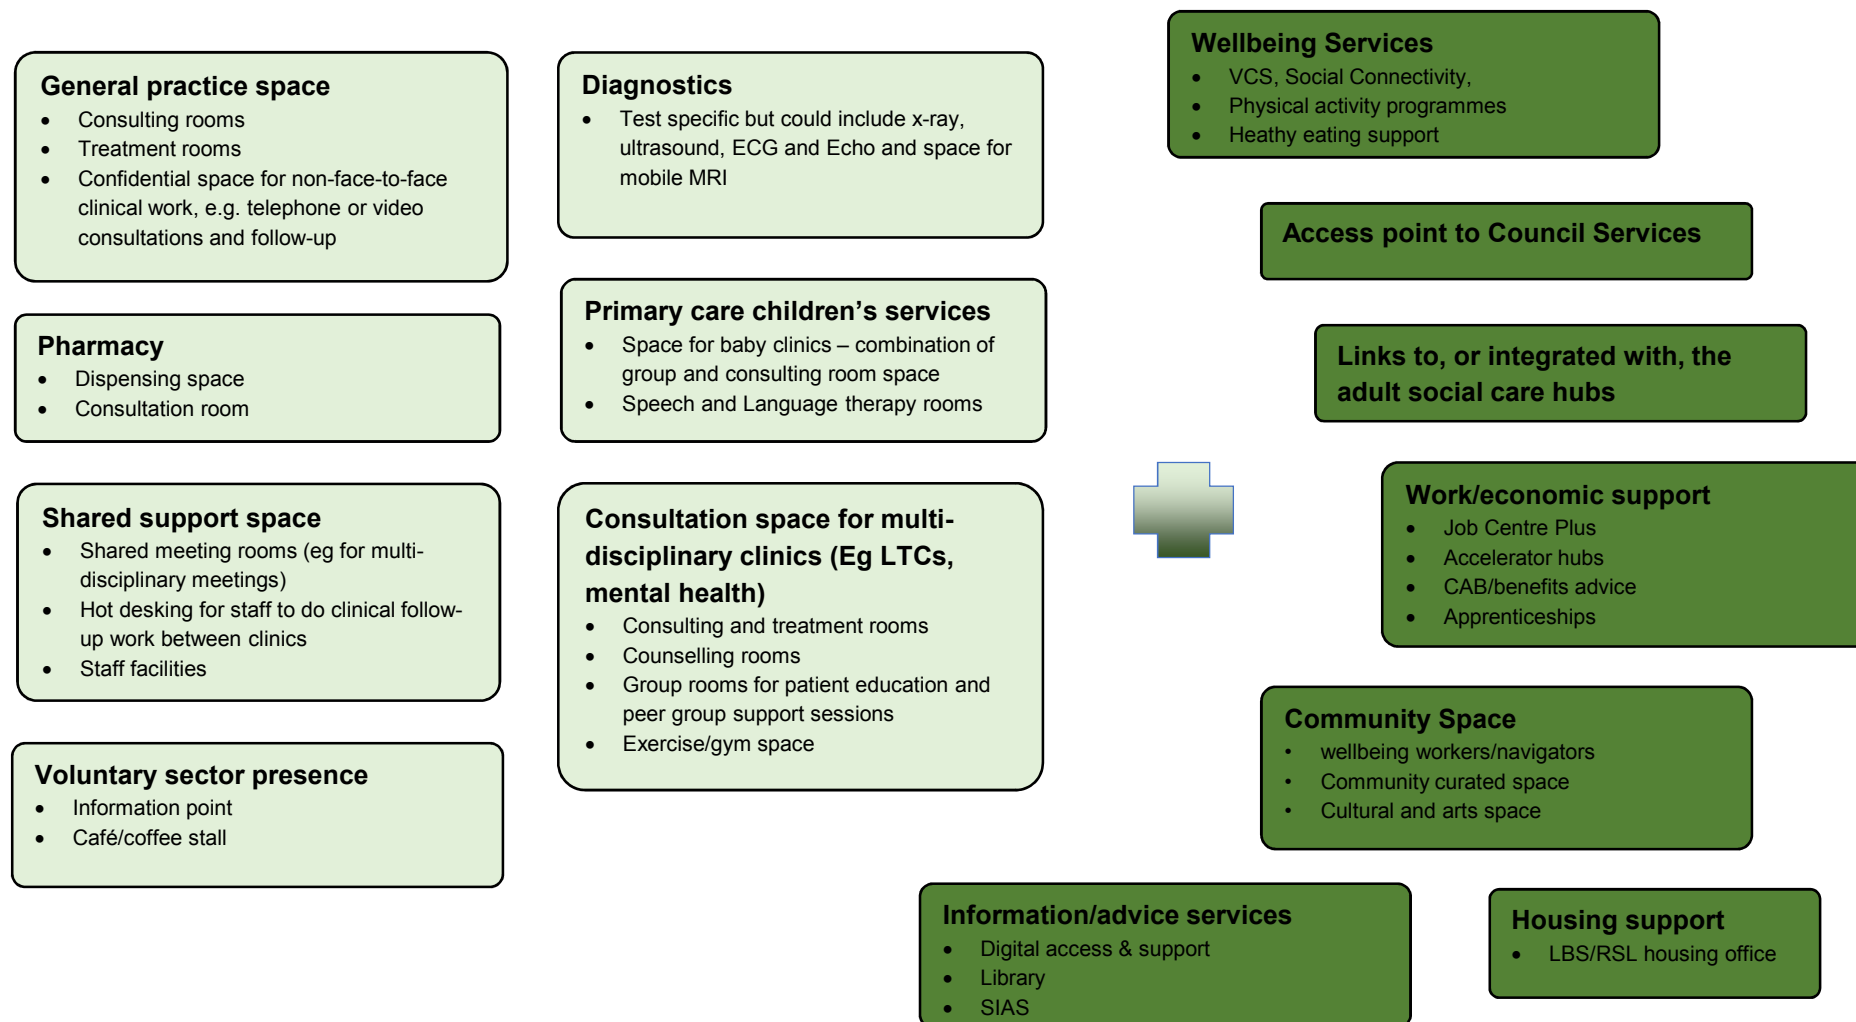 General practice space
• Consulting rooms
• Treatment rooms
• Confidential space for non-face-to-face
clinical work, e.g. telephone or video
consultations and follow-up
Pharmacy
• Dispensing space
• Consultation room
Shared support space
• Shared meeting rooms (eg for multi-
disciplinary meetings)
• Hot desking for staff to do clinical follow-
up work between clinics
• Staff facilities
Voluntary sector presence
• Information point
• Café/coffee stall
Diagnostics
• Test specific but could include x-ray,
ultrasound, ECG and Echo and space for
mobile MRI
Primary care children’s services
• Space for baby clinics – combination of
group and consulting room space
• Speech and Language therapy rooms
Consultation space for multi-
disciplinary clinics (Eg LTCs,
mental health)
• Consulting and treatment rooms
• Counselling rooms
• Group rooms for patient education and
peer group support sessions
• Exercise/gym space
Wellbeing Services
• VCS, Social Connectivity,
• Physical activity programmes
• Heathy eating support
Access point to Council Services
Links to, or integrated with, the
adult social care hubs
Work/economic support
• Job Centre Plus
• Accelerator hubs
• CAB/benefits advice
• Apprenticeships
Community Space
• wellbeing workers/navigators
• Community curated space
• Cultural and arts space
Information/advice services
• Digital access & support
• Library
• SIAS
Housing support
• LBS/RSL housing office